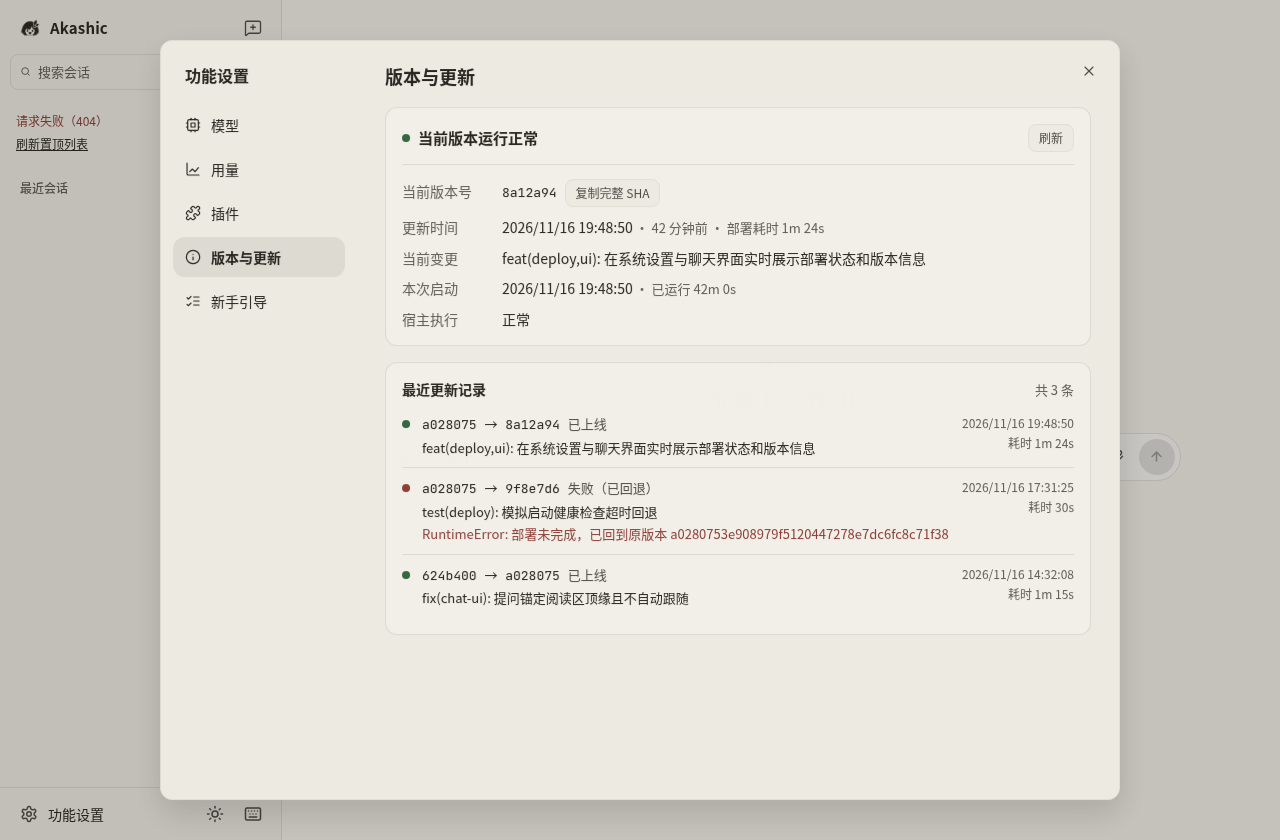 Akashic
搜索会话
请求失败（404）
刷新置顶列表
最近会话
功能设置
功能设置
模型
用量
插件
版本与更新
新手引导
版本与更新
当前版本运行正常
刷新
当前版本号 8a12a94 复制完整 SHA
更新时间 2026/11/16 19:48:50 · 42 分钟前 · 部署耗时 1m 24s
当前变更 feat(deploy,ui): 在系统设置与聊天界面实时展示部署状态和版本信息
本次启动 2026/11/16 19:48:50 · 已运行 42m 0s
宿主执行 正常
最近更新记录 共 3 条
a028075 → 8a12a94 已上线 2026/11/16 19:48:50
feat(deploy,ui): 在系统设置与聊天界面实时展示部署状态和版本信息 耗时 1m 24s
a028075 → 9f8e7d6 失败（已回退） 2026/11/16 17:31:25
test(deploy): 模拟启动健康检查超时回退 耗时 30s
RuntimeError: 部署未完成，已回到原版本 a0280753e908979f5120447278e7dc6fc8c71f38
624b400 → a028075 已上线 2026/11/16 14:32:08
fix(chat-ui): 提问锚定阅读区顶缘且不自动跟随 耗时 1m 15s